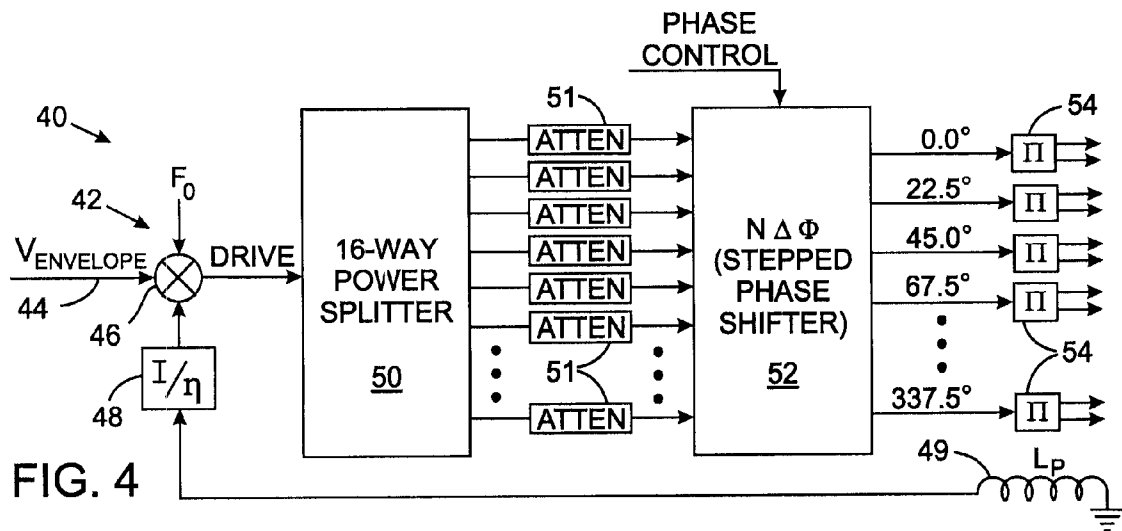 PHASE
CONTROL
40
F0
42
VENVELOPE
44
46
DRIVE
I/η
48
16-WAY
POWER
SPLITTER
50
51
ATTEN
ATTEN
ATTEN
ATTEN
ATTEN
ATTEN
51
ATTEN
N Δ Φ
(STEPPED
PHASE
SHIFTER)
52
0.0°
22.5°
45.0°
67.5°
337.5°
54
Π
Π
Π
Π
54
Π
49
LP
FIG. 4